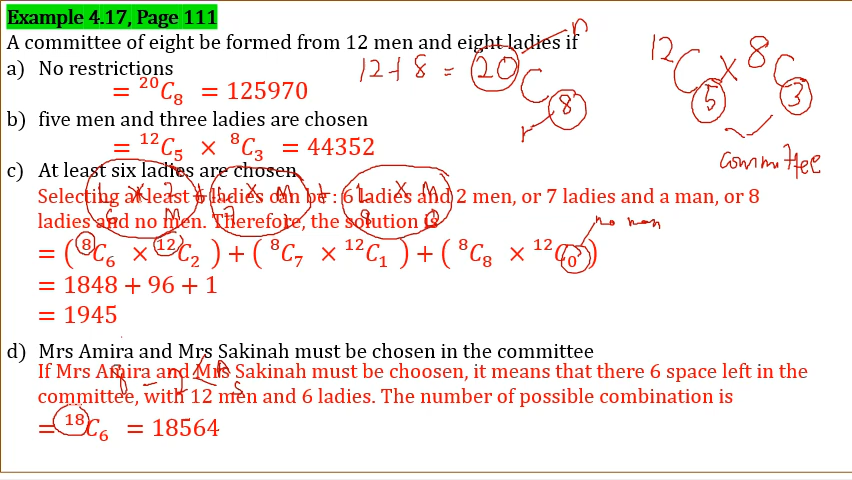 Example 4.17, Page 111
A committee of eight be formed from 12 men and eight ladies if
a) No restrictions
= ²⁰C₈ = 125970
12+8 = 20 C 8
n
r
¹²C₅ × ⁸C₃
committee
b) five men and three ladies are chosen
= ¹²C₅ × ⁸C₃ = 44352
c) At least six ladies are chosen
Selecting at least 6 ladies can be : 6 ladies and 2 men, or 7 ladies and a man, or 8
ladies and no men. Therefore, the solution is
no man
= ( ⁸C₆ × ¹²C₂ ) + ( ⁸C₇ × ¹²C₁ ) + ( ⁸C₈ × ¹²C₀ )
= 1848 + 96 + 1
= 1945
d) Mrs Amira and Mrs Sakinah must be chosen in the committee
If Mrs Amira and Mrs Sakinah must be choosen, it means that there 6 space left in the
committee, with 12 men and 6 ladies. The number of possible combination is
= ¹⁸C₆ = 18564